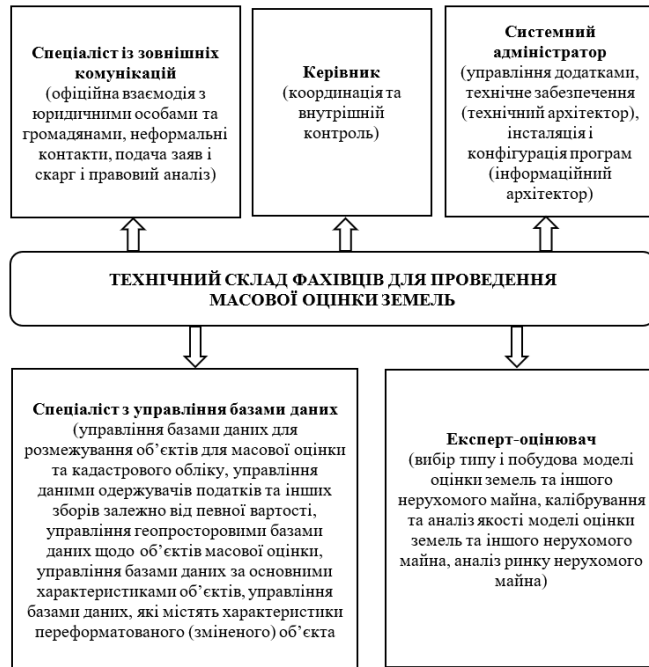 Спеціаліст із зовнішніх
комунікацій
(офіційна взаємодія з
юридичними особами та
громадянами, неформальні
контакти, подача заяв і
скарг і правовий аналіз)
Керівник
(координація та
внутрішній
контроль)
Системний
адміністратор
(управління додатками,
технічне забезпечення
(технічний архітектор),
інсталяція і
конфігурація програм
(інформаційний
архітектор)
ТЕХНІЧНИЙ СКЛАД ФАХІВЦІВ ДЛЯ ПРОВЕДЕННЯ
МАСОВОЇ ОЦІНКИ ЗЕМЕЛЬ
Спеціаліст з управління базами даних
(управління базами даних для
розмежування об’єктів для масової оцінки
та кадастрового обліку, управління
даними одержувачів податків та інших
зборів залежно від певної вартості,
управління геопросторовими базами
даних щодо об’єктів масової оцінки,
управління базами даних за основними
характеристиками об’єктів, управління
базами даних, які містять характеристики
переформатованого (зміненого) об’єкта
Експерт-оцінювач
(вибір типу і побудова моделі
оцінки земель та іншого
нерухомого майна, калібрування
та аналіз якості моделі оцінки
земель та іншого нерухомого
майна, аналіз ринку нерухомого
майна)